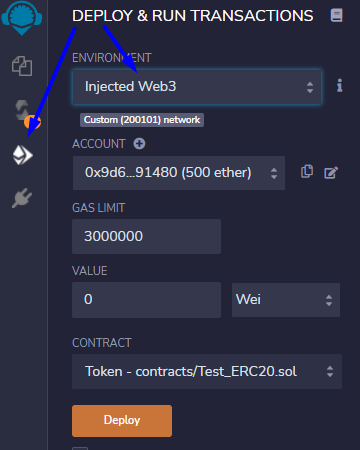 DEPLOY & RUN TRANSACTIONS
ENVIRONMENT
Injected Web3
Custom (200101) network
ACCOUNT
0x9d6...91480 (500 ether)
GAS LIMIT
3000000
VALUE
0 Wei
CONTRACT
Token - contracts/Test_ERC20.sol
Deploy